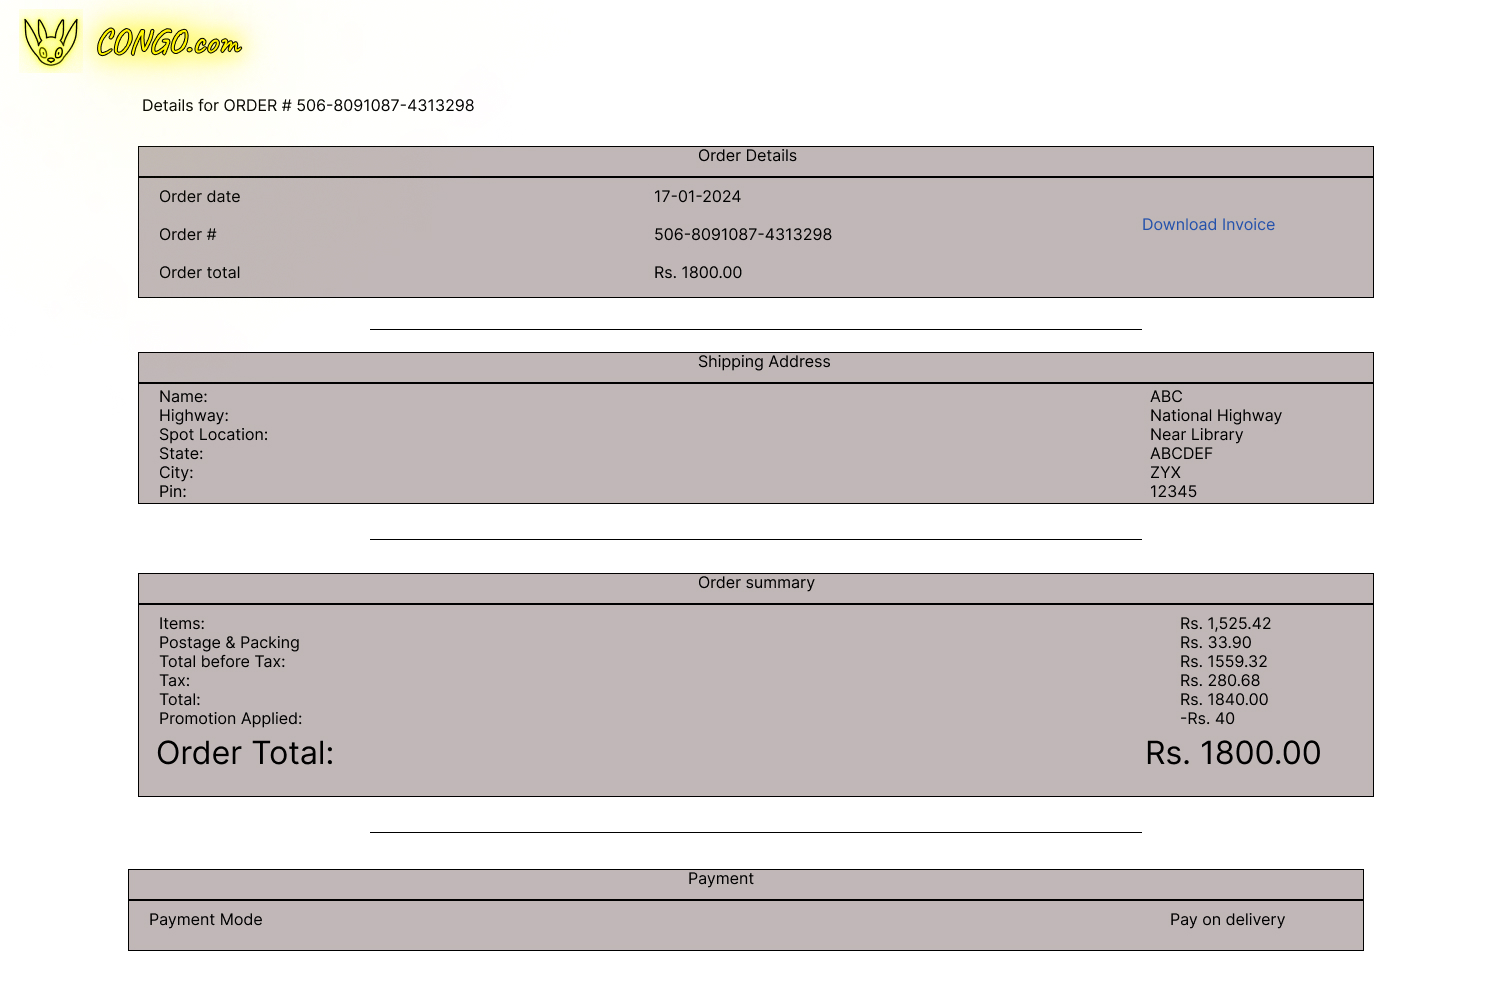 CONGO.com
Details for ORDER # 506-8091087-4313298
Order Details
Order date 17-01-2024
Download Invoice
Order # 506-8091087-4313298
Order total Rs. 1800.00
Shipping Address
Name: ABC
Highway: National Highway
Spot Location: Near Library
State: ABCDEF
City: ZYX
Pin: 12345
Order summary
Items: Rs. 1,525.42
Postage & Packing Rs. 33.90
Total before Tax: Rs. 1559.32
Tax: Rs. 280.68
Total: Rs. 1840.00
Promotion Applied: -Rs. 40
Order Total: Rs. 1800.00
Payment
Payment Mode Pay on delivery